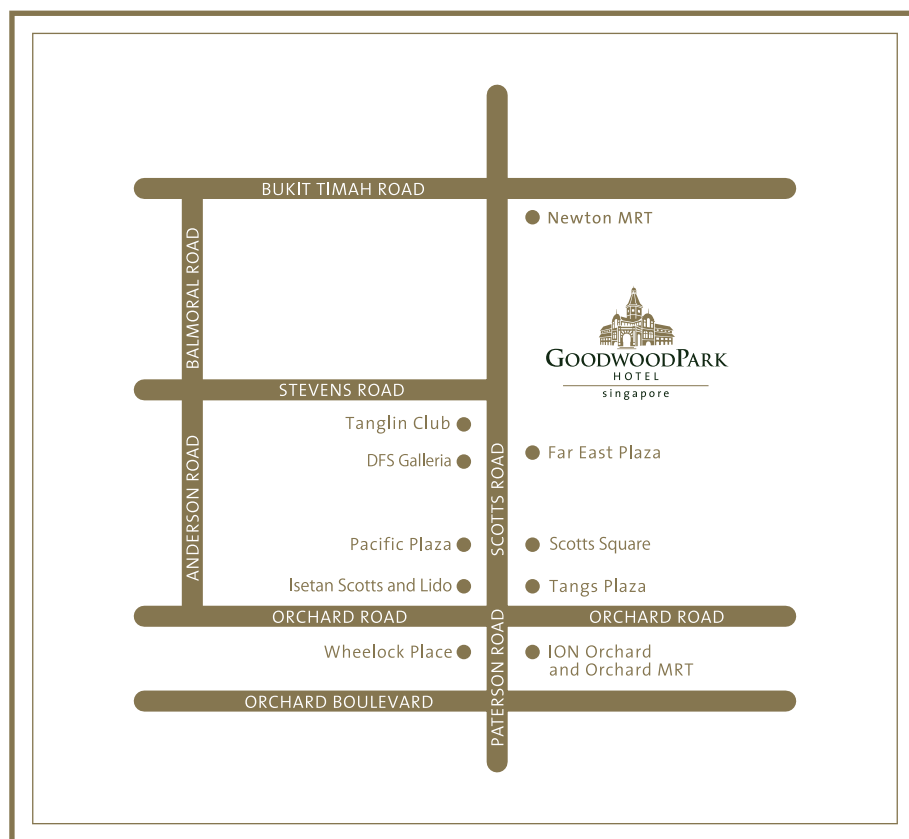 BUKIT TIMAH ROAD
Newton MRT
BALMORAL ROAD
GOODWOODPARK
HOTEL
singapore
STEVENS ROAD
Tanglin Club
Far East Plaza
DFS Galleria
ANDERSON ROAD
SCOTTS ROAD
Pacific Plaza
Scotts Square
Isetan Scotts and Lido
Tangs Plaza
ORCHARD ROAD
ORCHARD ROAD
Wheelock Place
PATERSON ROAD
ION Orchard
and Orchard MRT
ORCHARD BOULEVARD